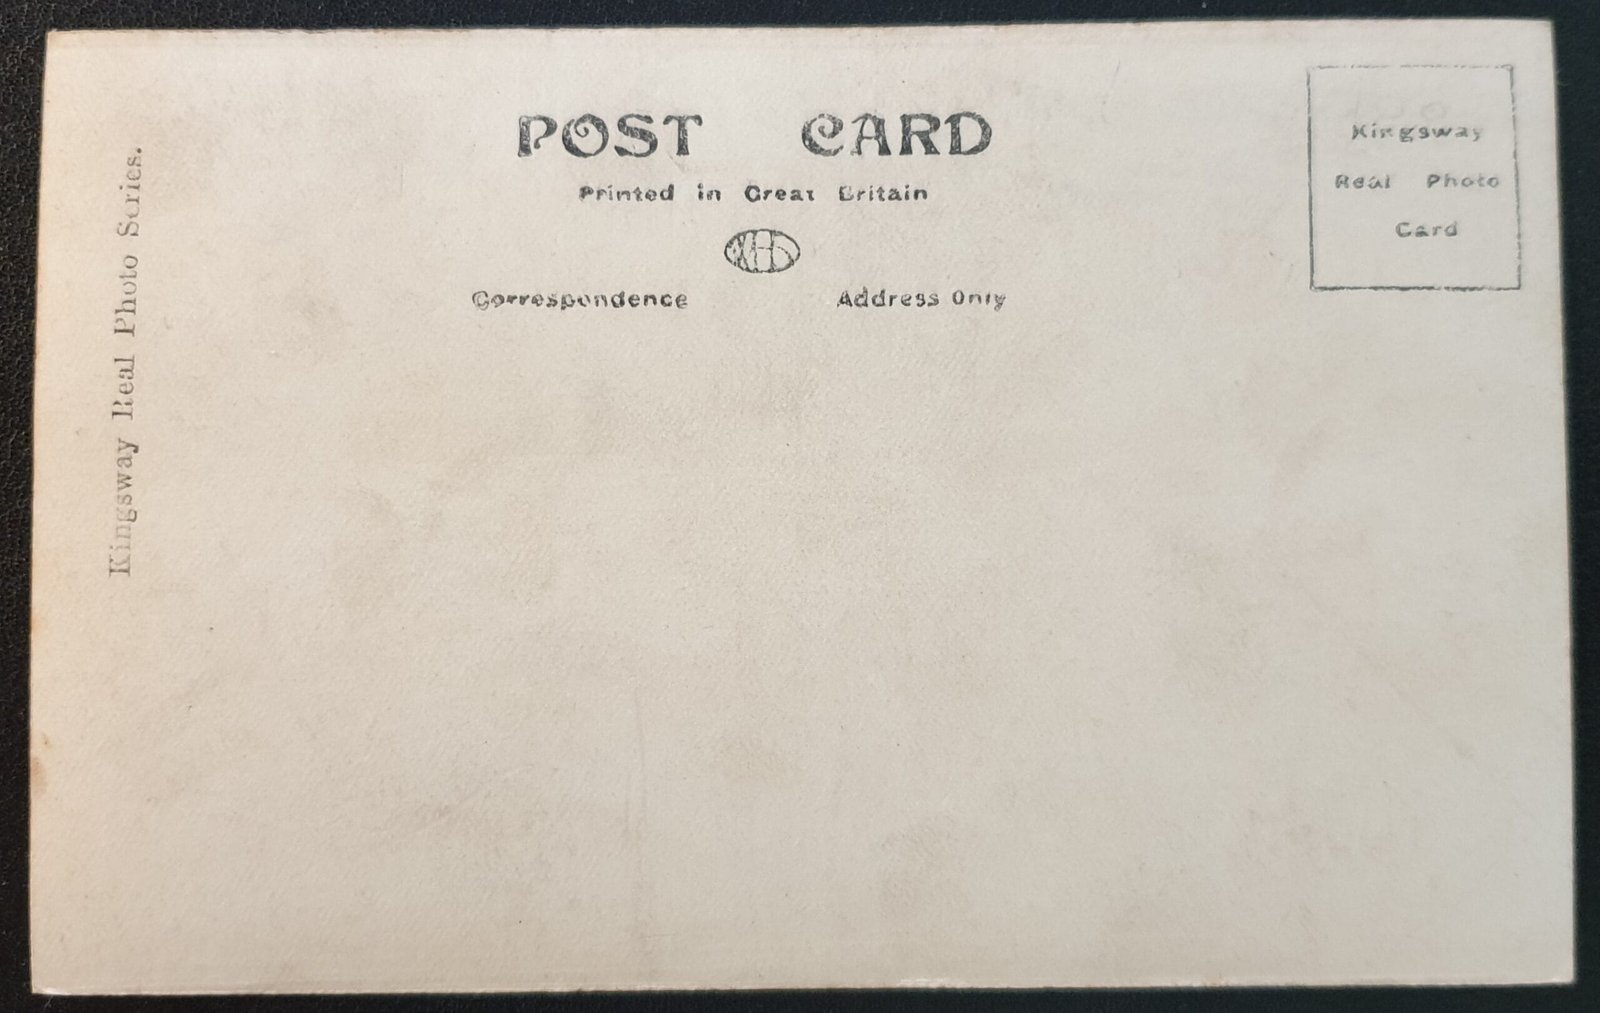 POST CARD
Printed in Great Britain
Correspondence
Address Only
Kingsway
Real Photo
Card
Kingsway Real Photo Series.